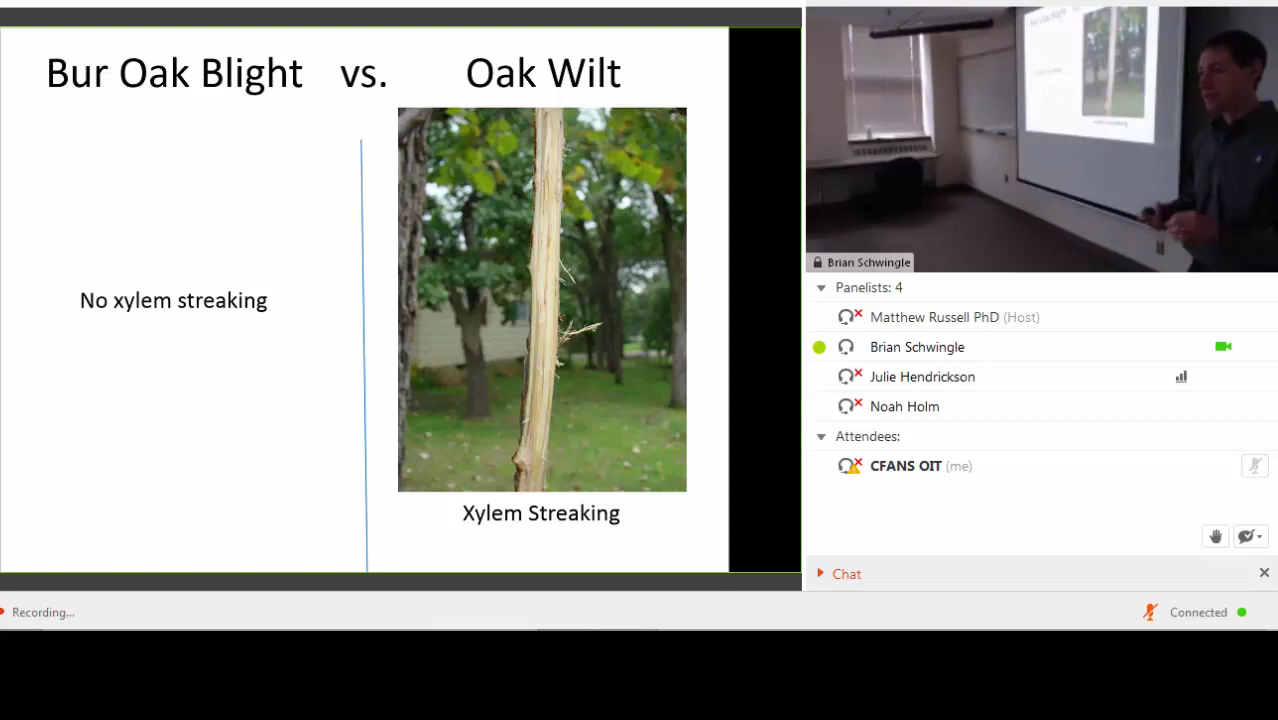 Bur Oak Blight vs. Oak Wilt
No xylem streaking
Xylem Streaking
Brian Schwingle
Panelists: 4
Matthew Russell PhD (Host)
Brian Schwingle
Julie Hendrickson
Noah Holm
Attendees:
CFANS OIT (me)
Chat
Recording...
Connected